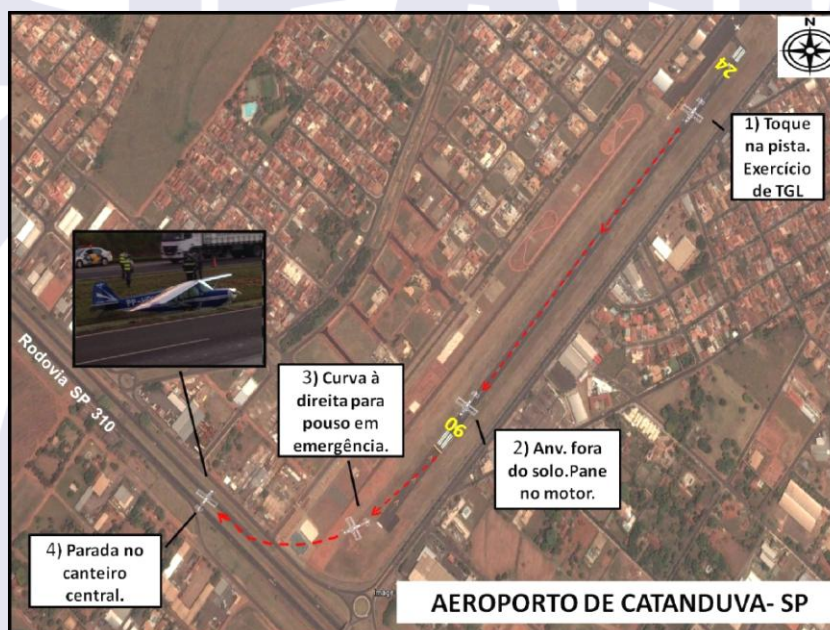 24
1) Toque
na pista.
Exercício
de TGL
Rodovia SP 310
3) Curva à
direita para
pouso em
emergência.
06
2) Anv. fora
do solo.Pane
no motor.
4) Parada no
canteiro
central.
Image
AEROPORTO DE CATANDUVA- SP